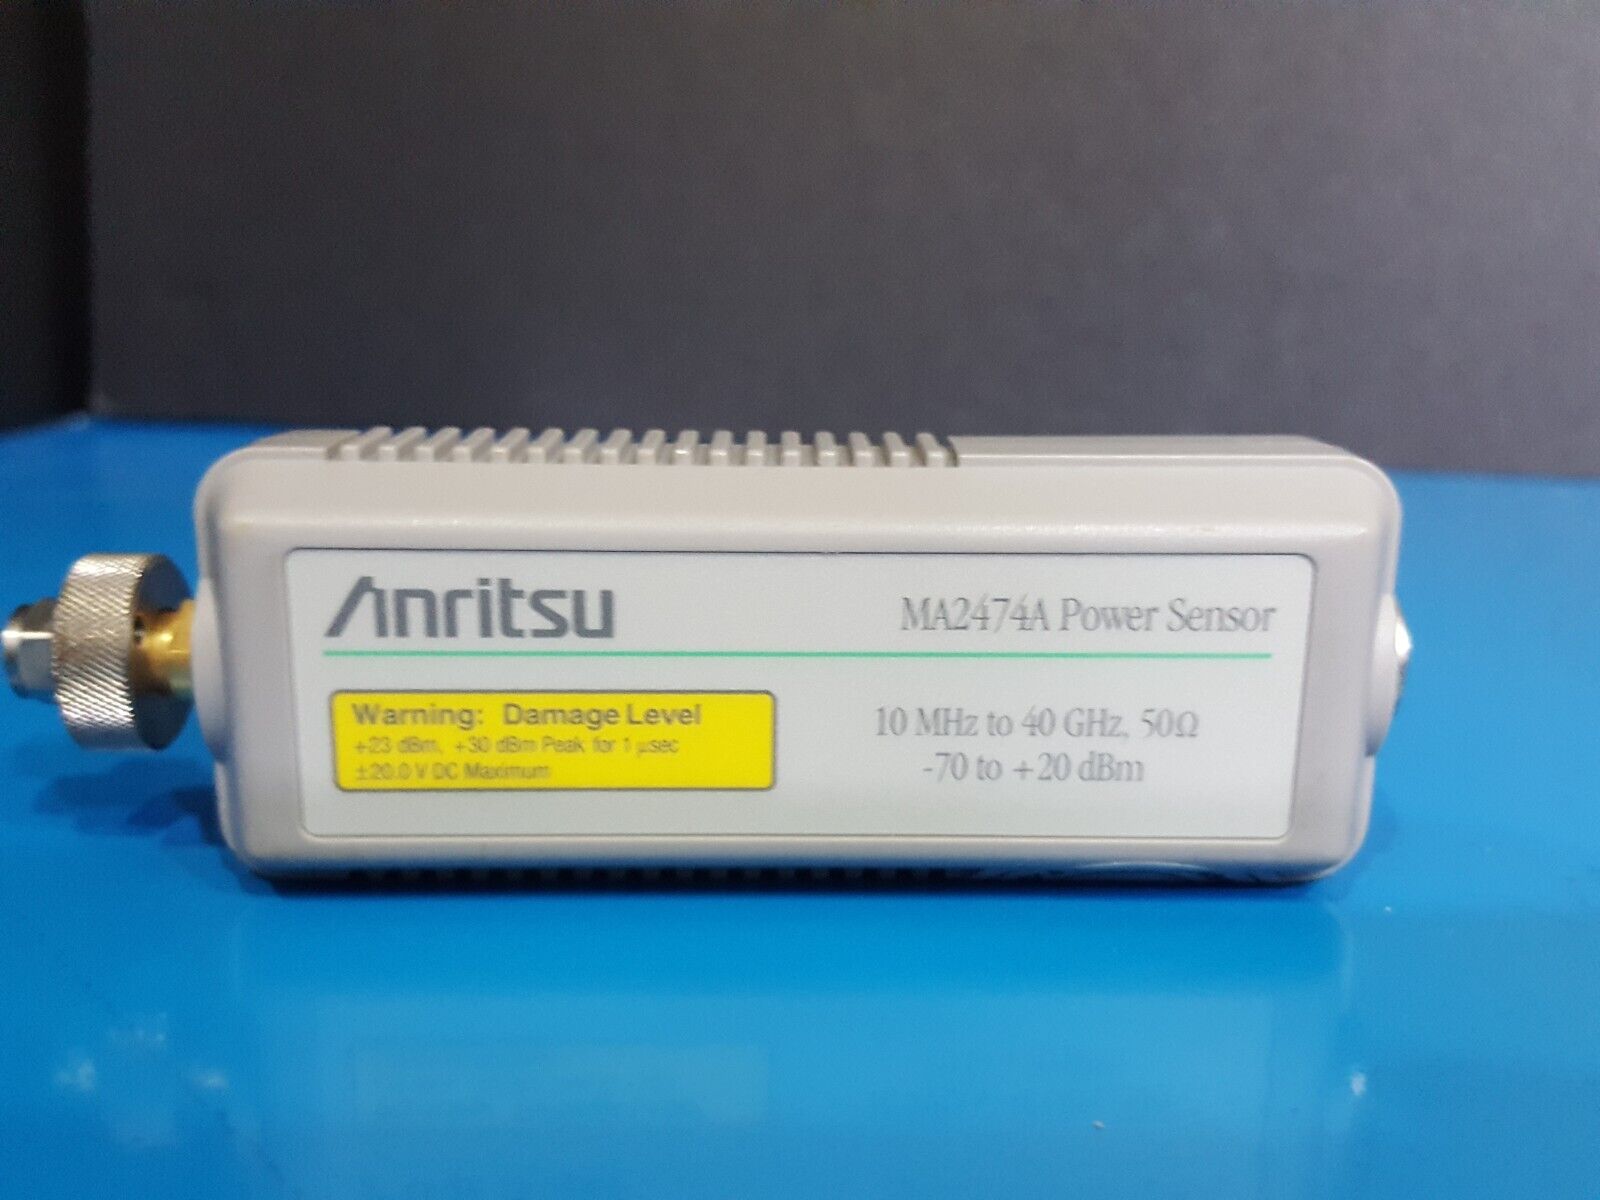 Anritsu
MA2474A Power Sensor
Warning: Damage Level
+23 dBm, +30 dBm Peak for 1 µsec
±20.0 V DC Maximum
10 MHz to 40 GHz, 50Ω
-70 to +20 dBm